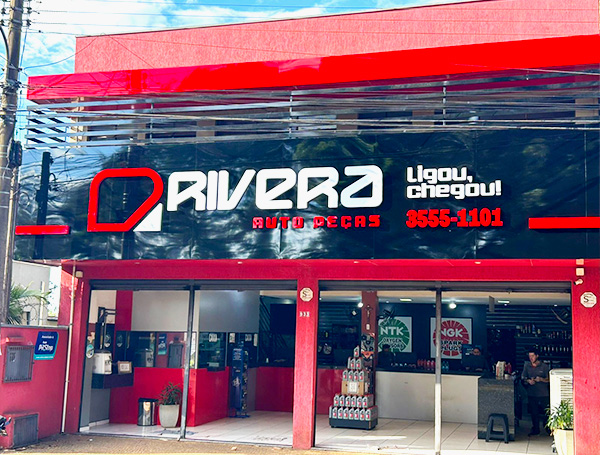 RIVERA
AUTO PEÇAS
Ligou,
chegou!
3555-1101
NTK
NGK